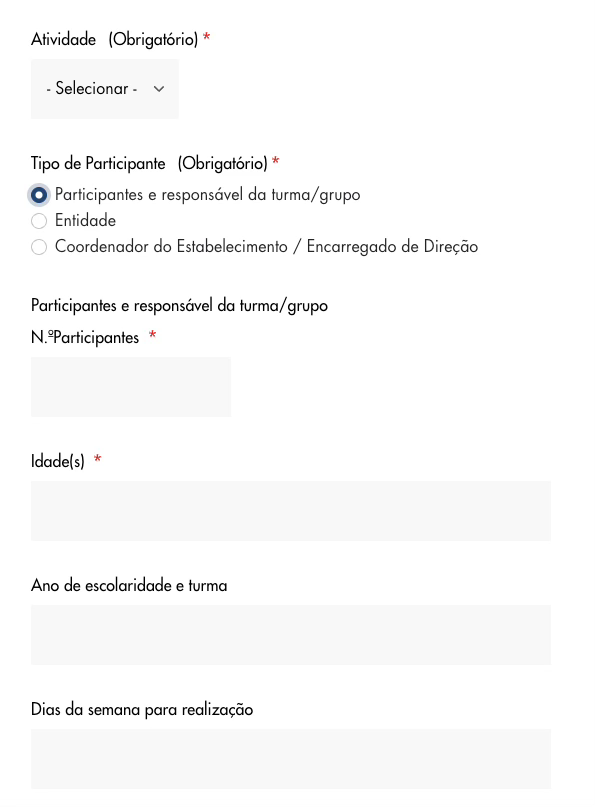 Atividade (Obrigatório) *
- Selecionar -
Tipo de Participante (Obrigatório) *
Participantes e responsável da turma/grupo
Entidade
Coordenador do Estabelecimento / Encarregado de Direção
Participantes e responsável da turma/grupo
N.ºParticipantes *
Idade(s) *
Ano de escolaridade e turma
Dias da semana para realização